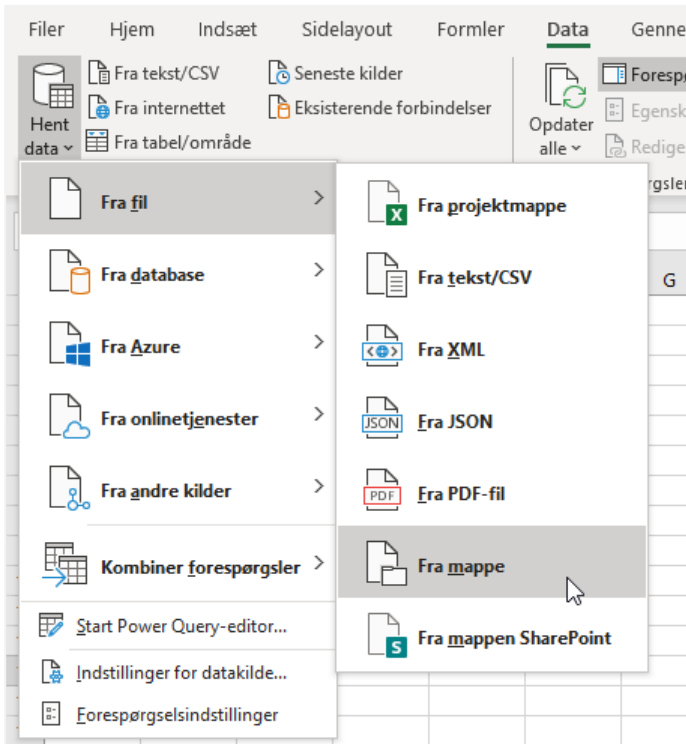 Filer Hjem Indsæt Sidelayout Formler Data Genne
Fra tekst/CSV Seneste kilder Foresp
Fra internettet Eksisterende forbindelser Egensk
Hent data Fra tabel/område Opdater alle Redige
rgsler
Fra fil
Fra database
Fra Azure
Fra onlinetjenester
Fra andre kilder
Kombiner forespørgsler
Start Power Query-editor...
Indstillinger for datakilde...
Forespørgselsindstillinger
Fra projektmappe
Fra tekst/CSV
Fra XML
JSON Fra JSON
PDF Fra PDF-fil
Fra mappe
Fra mappen SharePoint
G